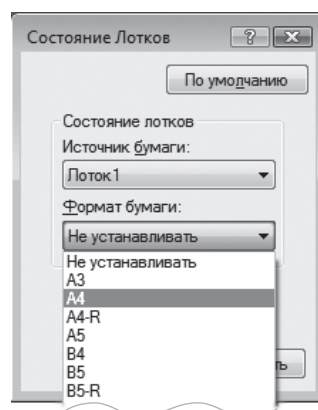 Состояние Лотков
По умолчанию
Состояние лотков
Источник бумаги:
Лоток1
Формат бумаги:
Не устанавливать
Не устанавливать
A3
A4
A4-R
A5
B4
B5
B5-R